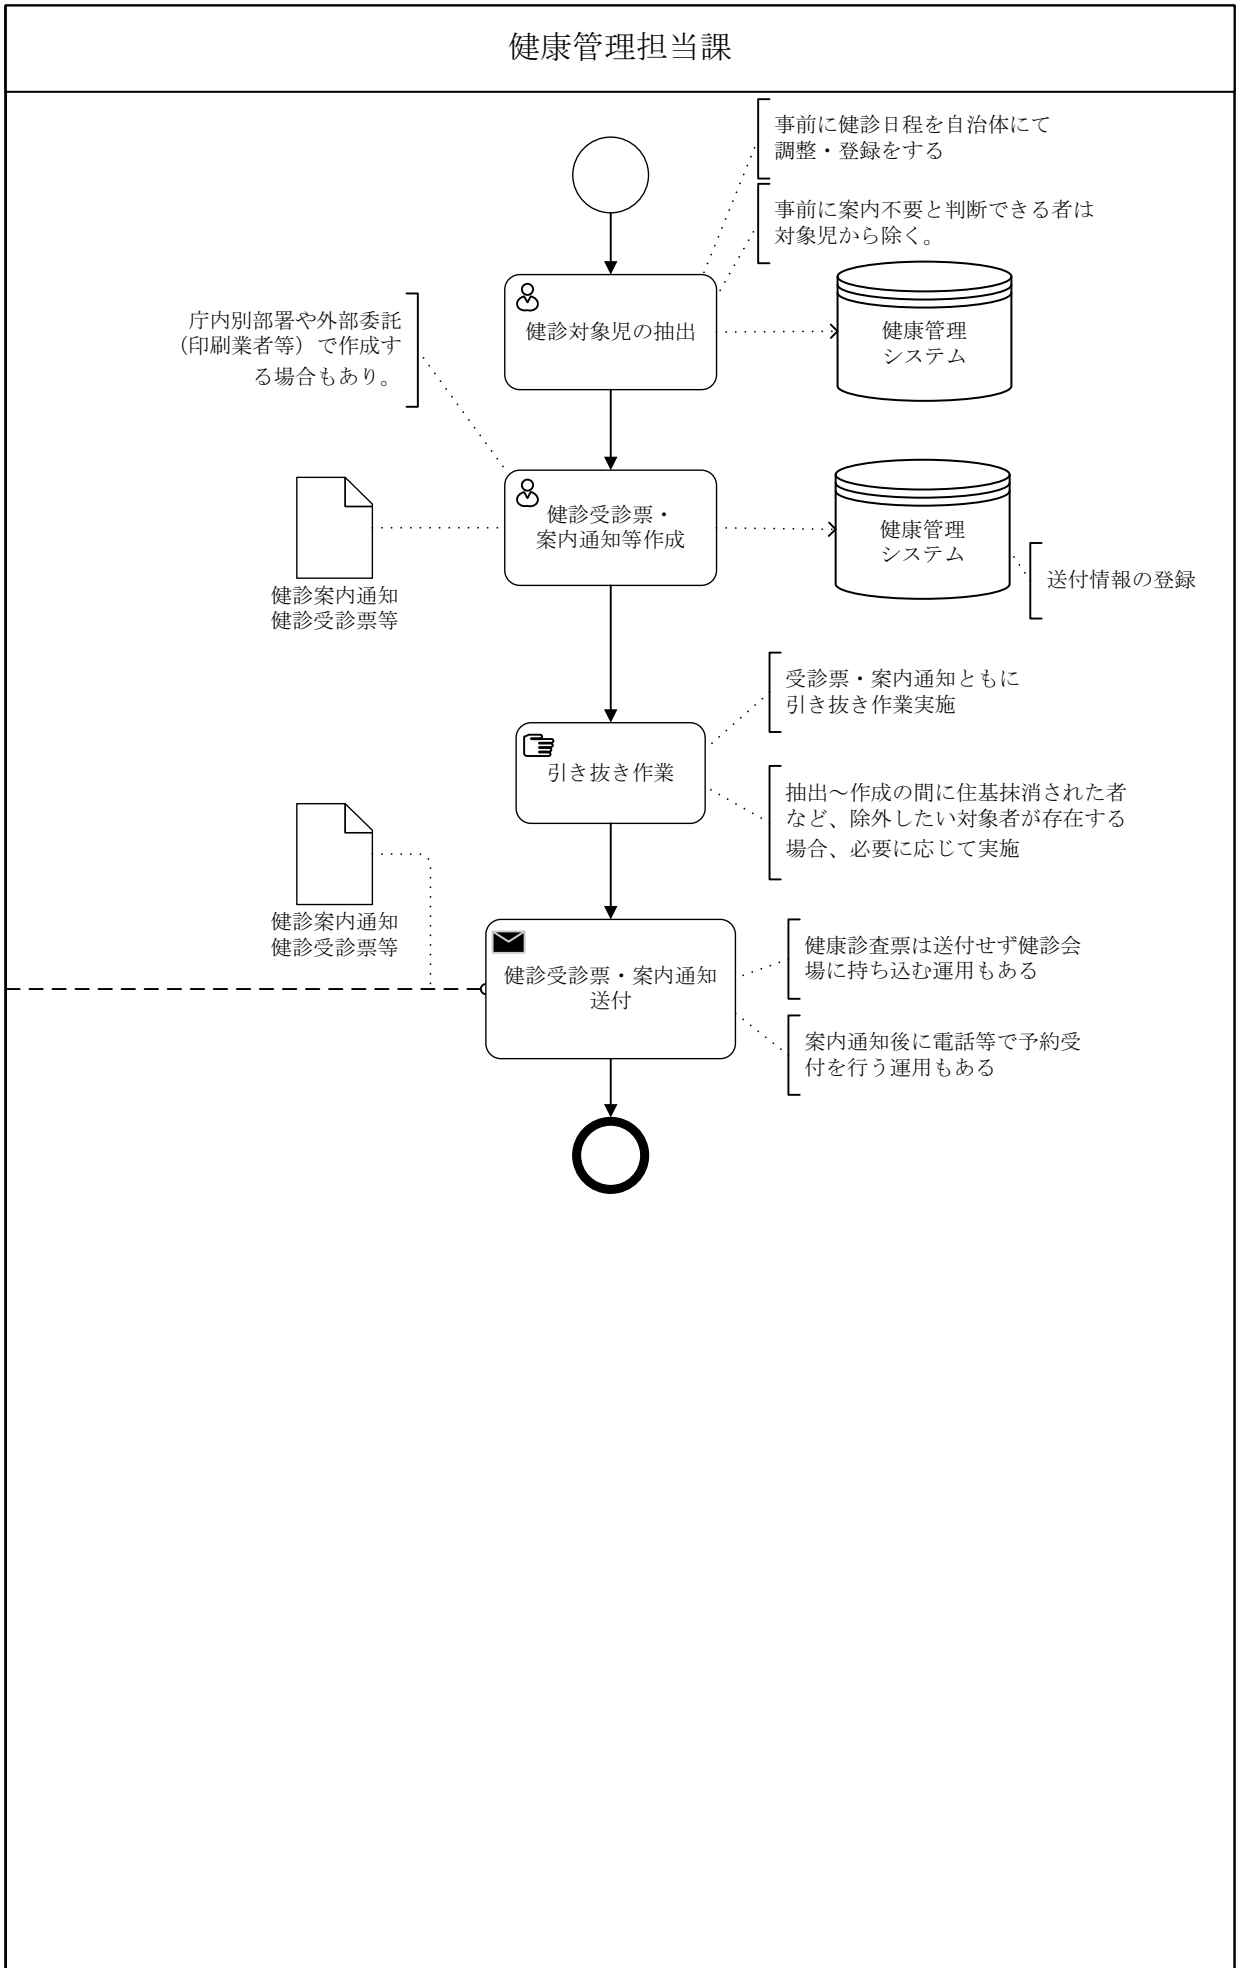 健康管理担当課
事前に健診日程を自治体にて
調整・登録をする
事前に案内不要と判断できる者は
対象児から除く。
健診対象児の抽出
健康管理
システム
庁内別部署や外部委託
（印刷業者等）で作成す
る場合もあり。
健診受診票・
案内通知等作成
健康管理
システム
送付情報の登録
健診案内通知
健診受診票等
受診票・案内通知ともに
引き抜き作業実施
引き抜き作業
抽出～作成の間に住基抹消された者
など、除外したい対象者が存在する
場合、必要に応じて実施
健診案内通知
健診受診票等
健診受診票・案内通知
送付
健康診査票は送付せず健診会
場に持ち込む運用もある
案内通知後に電話等で予約受
付を行う運用もある